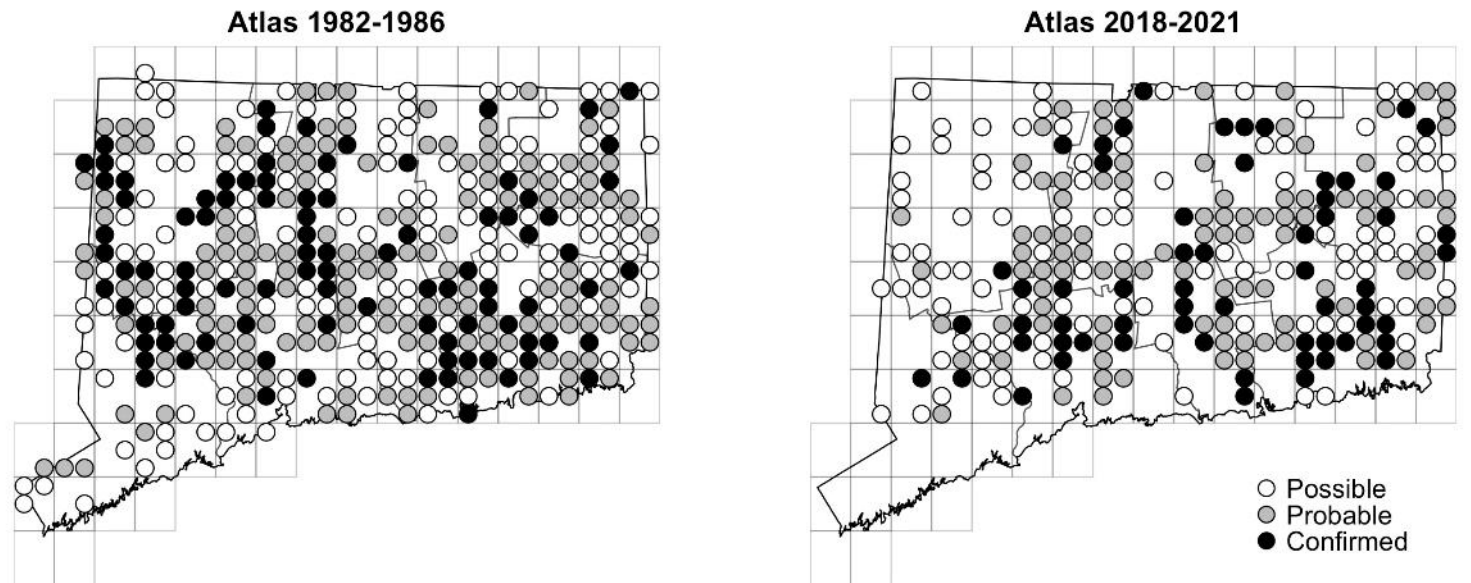 Atlas 1982-1986
Atlas 2018-2021
Possible
Probable
Confirmed